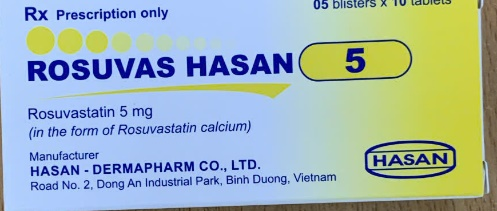 Rx Prescription only
05 blisters x 10 tablets
ROSUVAS HASAN 5
Rosuvastatin 5 mg
(in the form of Rosuvastatin calcium)
Manufacturer
HASAN - DERMAPHARM CO., LTD.
Road No. 2, Dong An Industrial Park, Binh Duong, Vietnam
HASAN